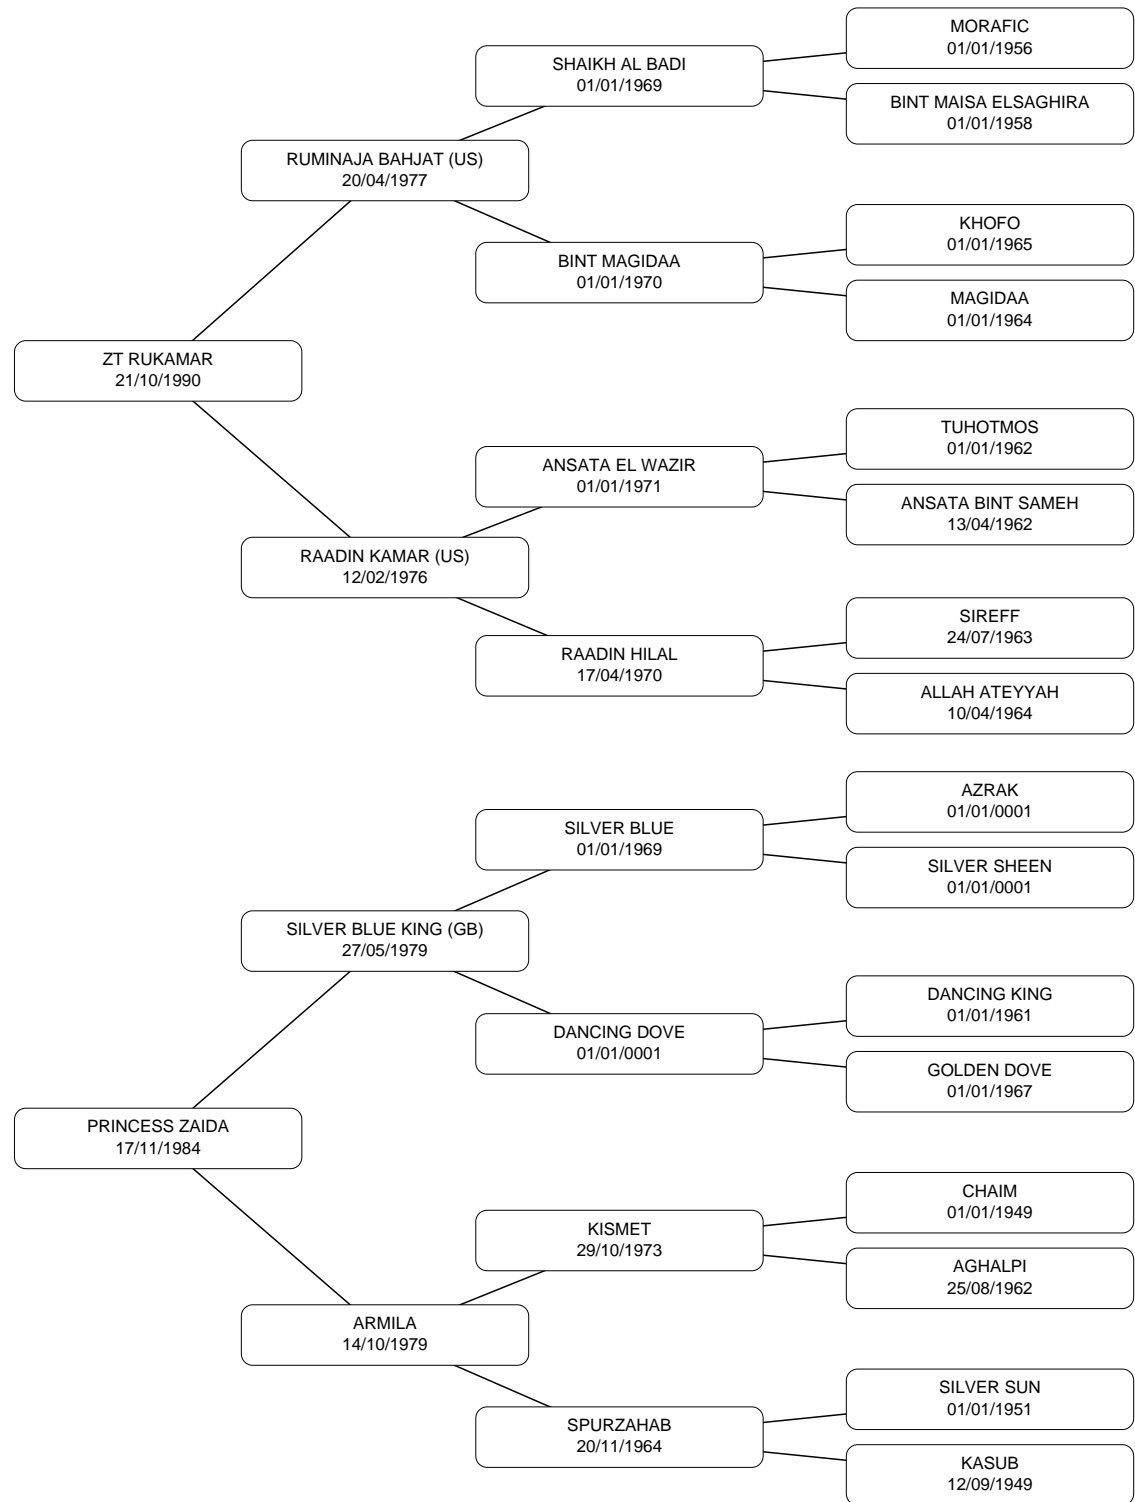 MORAFIC
01/01/1956
SHAIKH AL BADI
01/01/1969
BINT MAISA ELSAGHIRA
01/01/1958
RUMINAJA BAHJAT (US)
20/04/1977
KHOFO
01/01/1965
BINT MAGIDAA
01/01/1970
MAGIDAA
01/01/1964
ZT RUKAMAR
21/10/1990
TUHOTMOS
01/01/1962
ANSATA EL WAZIR
01/01/1971
ANSATA BINT SAMEH
13/04/1962
RAADIN KAMAR (US)
12/02/1976
SIREFF
24/07/1963
RAADIN HILAL
17/04/1970
ALLAH ATEYYAH
10/04/1964
AZRAK
01/01/0001
SILVER BLUE
01/01/1969
SILVER SHEEN
01/01/0001
SILVER BLUE KING (GB)
27/05/1979
DANCING KING
01/01/1961
DANCING DOVE
01/01/0001
GOLDEN DOVE
01/01/1967
PRINCESS ZAIDA
17/11/1984
CHAIM
01/01/1949
KISMET
29/10/1973
AGHALPI
25/08/1962
ARMILA
14/10/1979
SILVER SUN
01/01/1951
SPURZAHAB
20/11/1964
KASUB
12/09/1949